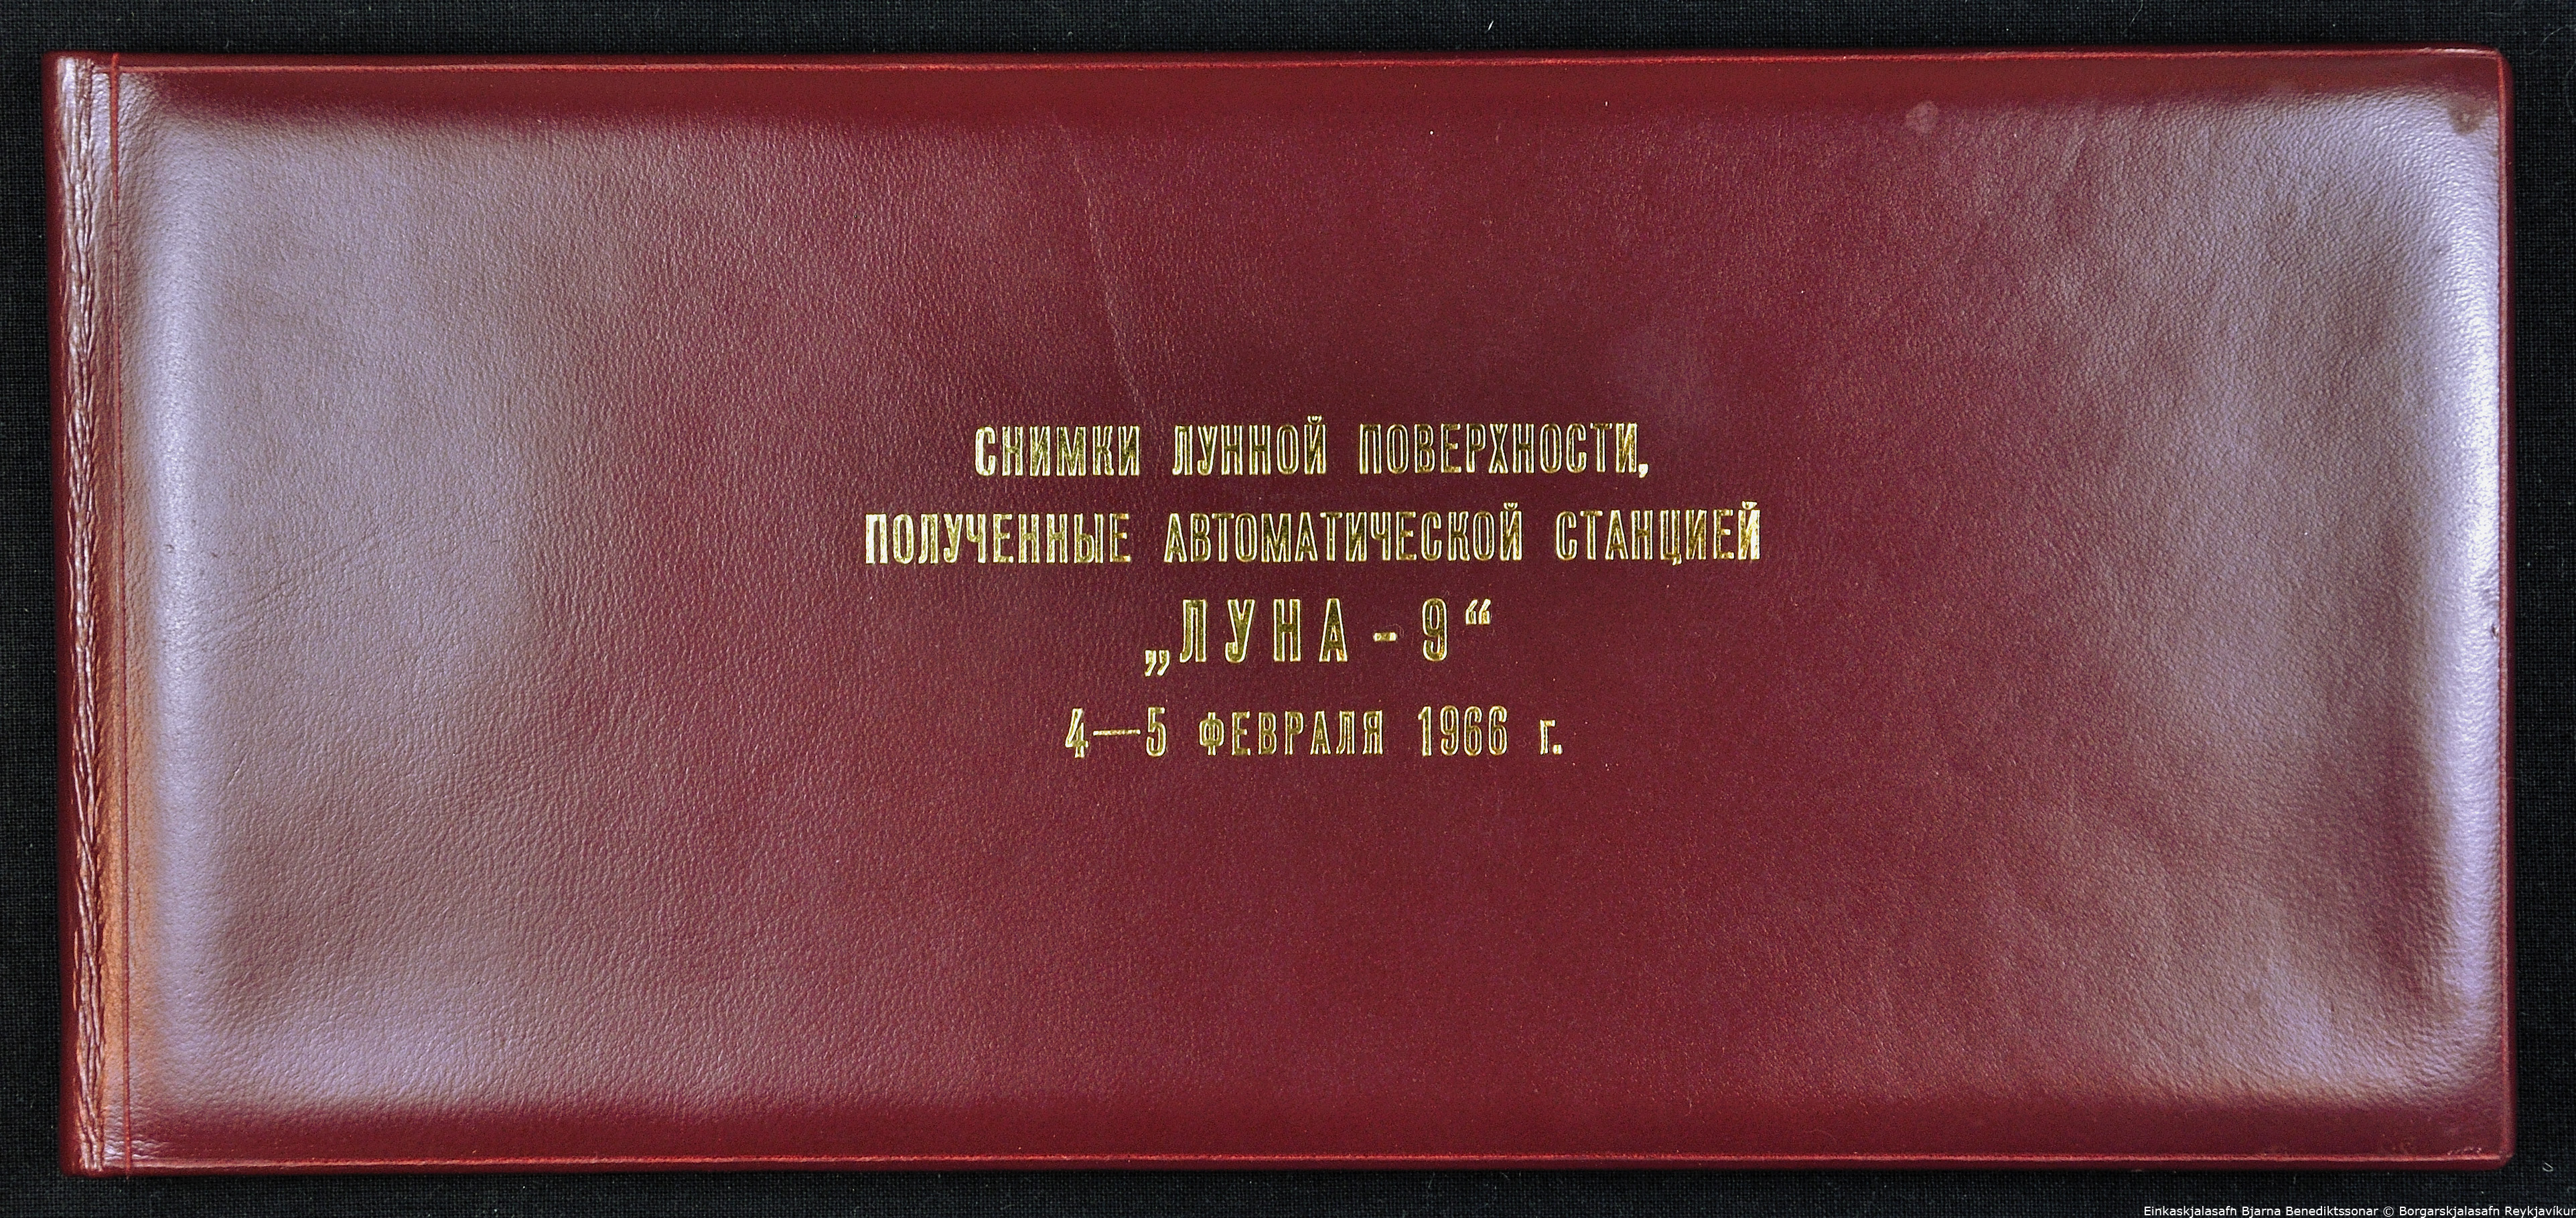 СНИМКИ ЛУННОЙ ПОВЕРХНОСТИ,
ПОЛУЧЕННЫЕ АВТОМАТИЧЕСКОЙ СТАНЦИЕЙ
„ЛУНА - 9“
4—5 ФЕВРАЛЯ 1966 г.
Einkaskjalasafn Bjarna Benediktssonar © Borgarskjalasafn Reykjavíkur